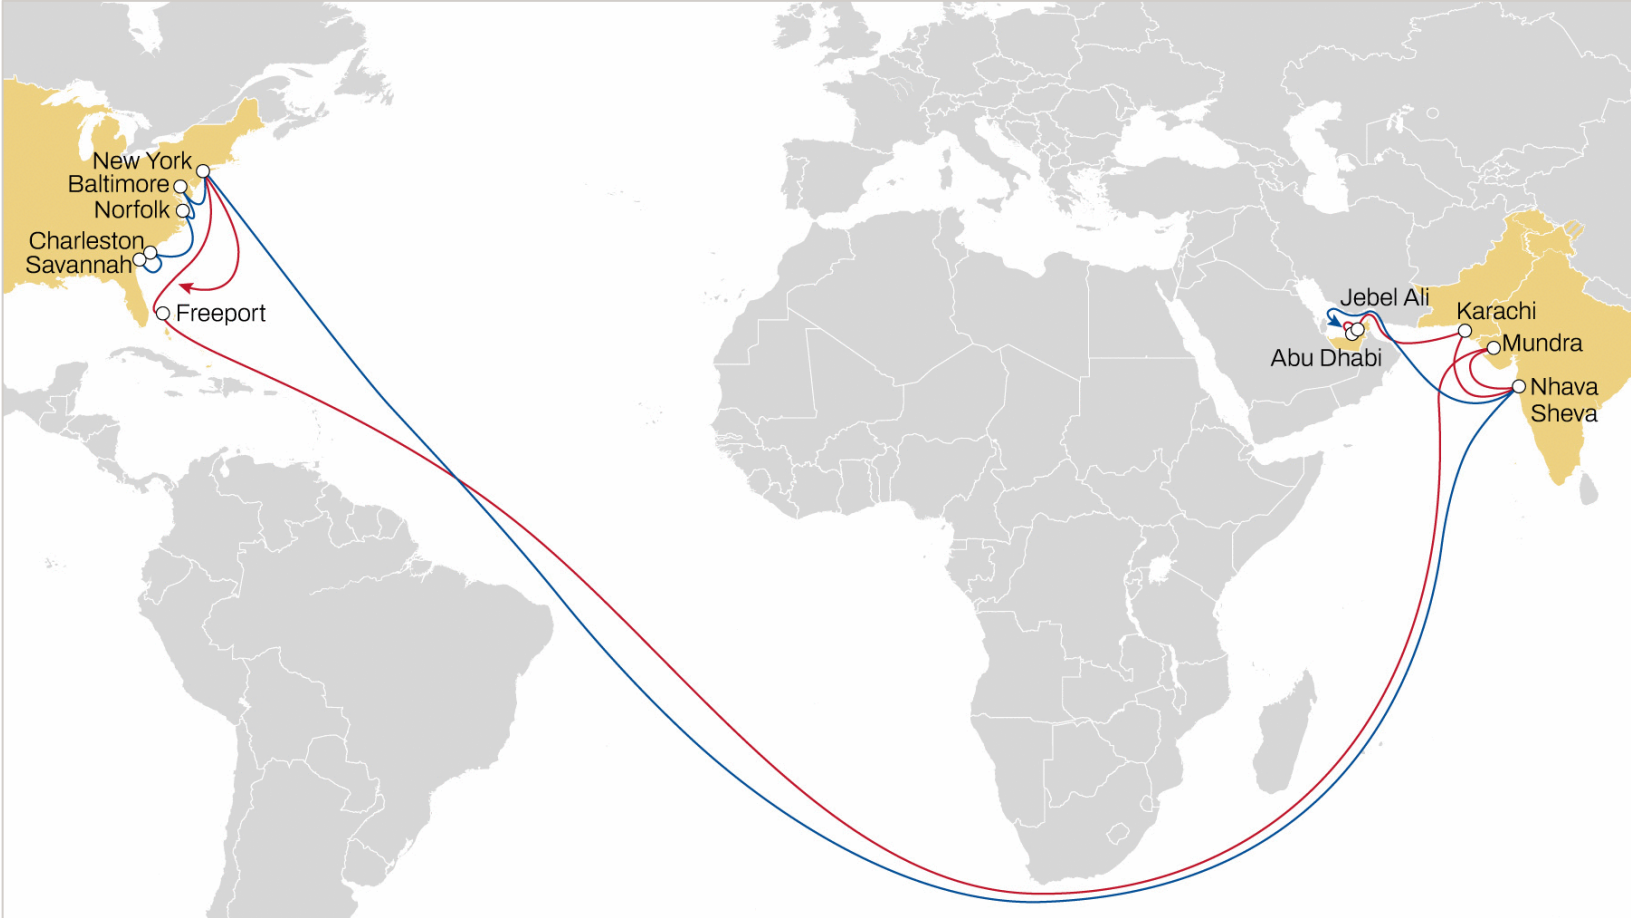 New York
Baltimore
Norfolk
Charleston
Savannah
Freeport
Jebel Ali
Abu Dhabi
Karachi
Mundra
Nhava
Sheva